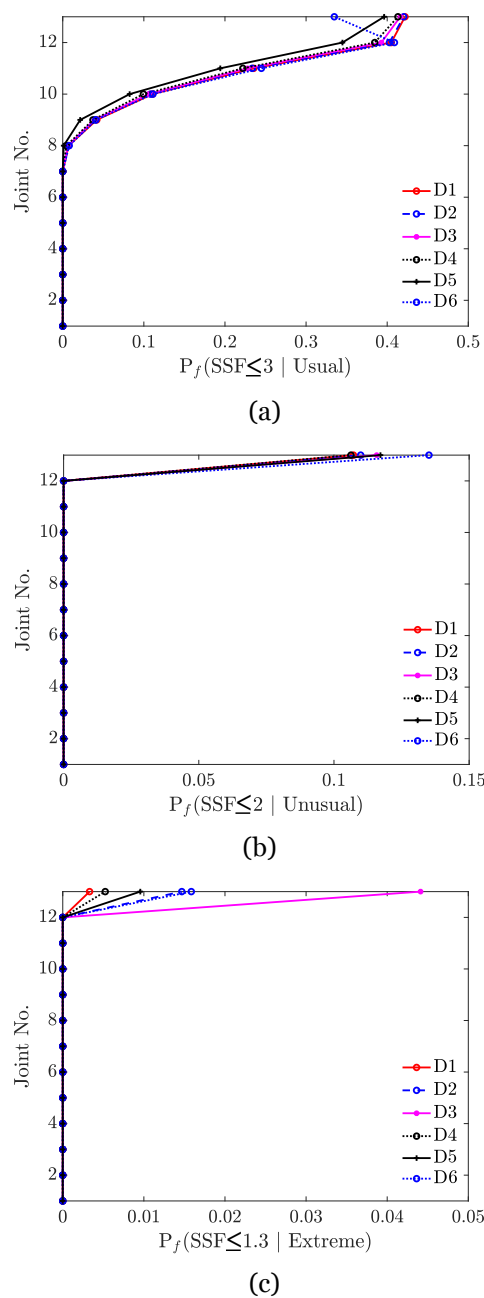 12
10
8
6
4
2
Joint No.
D1
D2
D3
D4
D5
D6
0
0.1
0.2
0.3
0.4
0.5
P_f(SSF≤3 | Usual)
(a)
12
10
8
6
4
2
Joint No.
D1
D2
D3
D4
D5
D6
0
0.05
0.1
0.15
P_f(SSF≤2 | Unusual)
(b)
12
10
8
6
4
2
Joint No.
D1
D2
D3
D4
D5
D6
0
0.01
0.02
0.03
0.04
0.05
P_f(SSF≤1.3 | Extreme)
(c)